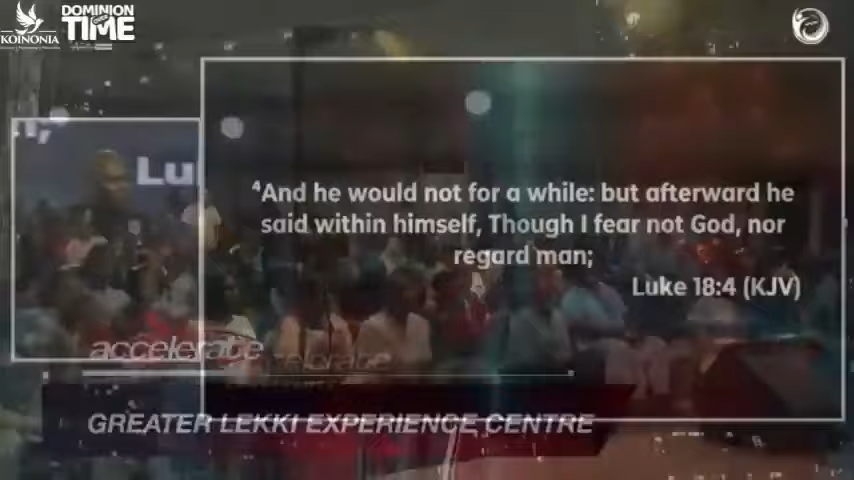 DOMINION
TIME
KOINONIA
Lu
⁴And he would not for a while: but afterward he
said within himself, Though I fear not God, nor
regard man;
Luke 18:4 (KJV)
accelerate
GREATER LEKKI EXPERIENCE CENTRE